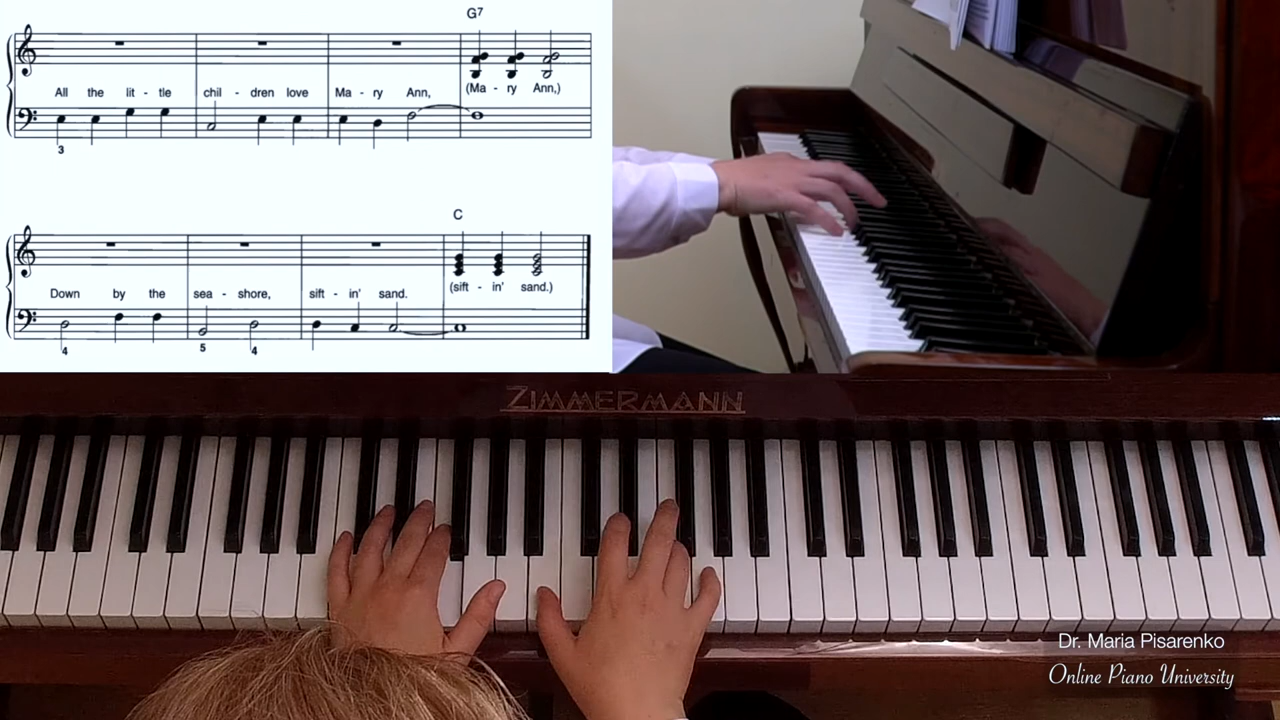 G7
All the lit - tle chil - dren love Ma - ry Ann, (Ma - ry Ann,)
3
C
Down by the sea - shore, sift - in' sand. (sift - in' sand.)
4 5 4
ZIMMERMANN
Dr. Maria Pisarenko
Online Piano University